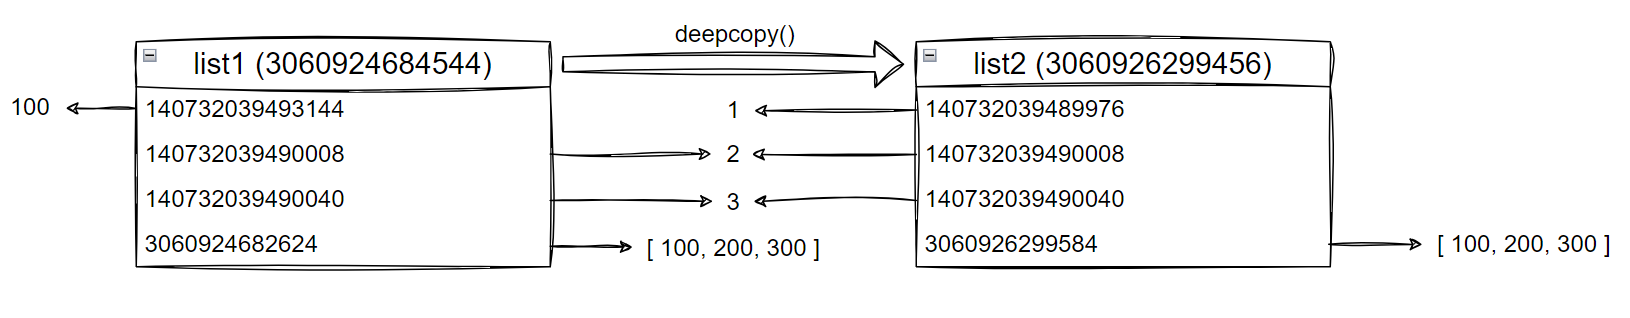 deepcopy()
list1 (3060924684544)
list2 (3060926299456)
100
140732039493144
1
140732039489976
140732039490008
2
140732039490008
140732039490040
3
140732039490040
3060924682624
[ 100, 200, 300 ]
3060926299584
[ 100, 200, 300 ]